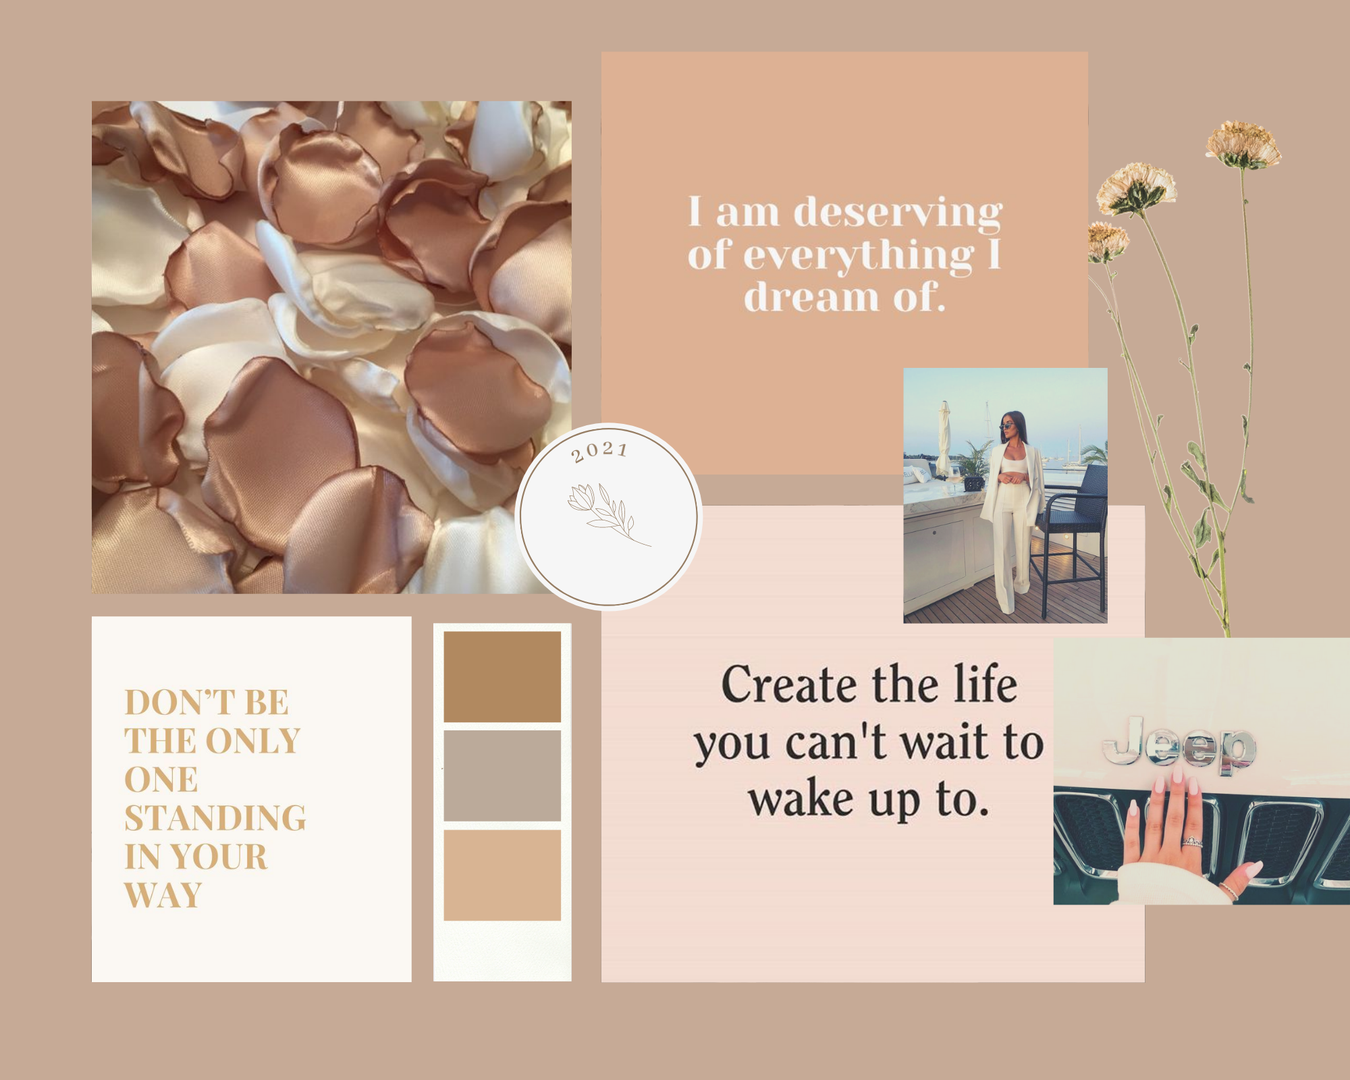 I am deserving
of everything I
dream of.
2021
DON'T BE
THE ONLY
ONE
STANDING
IN YOUR
WAY
Create the life
you can't wait to
wake up to.
Jeep